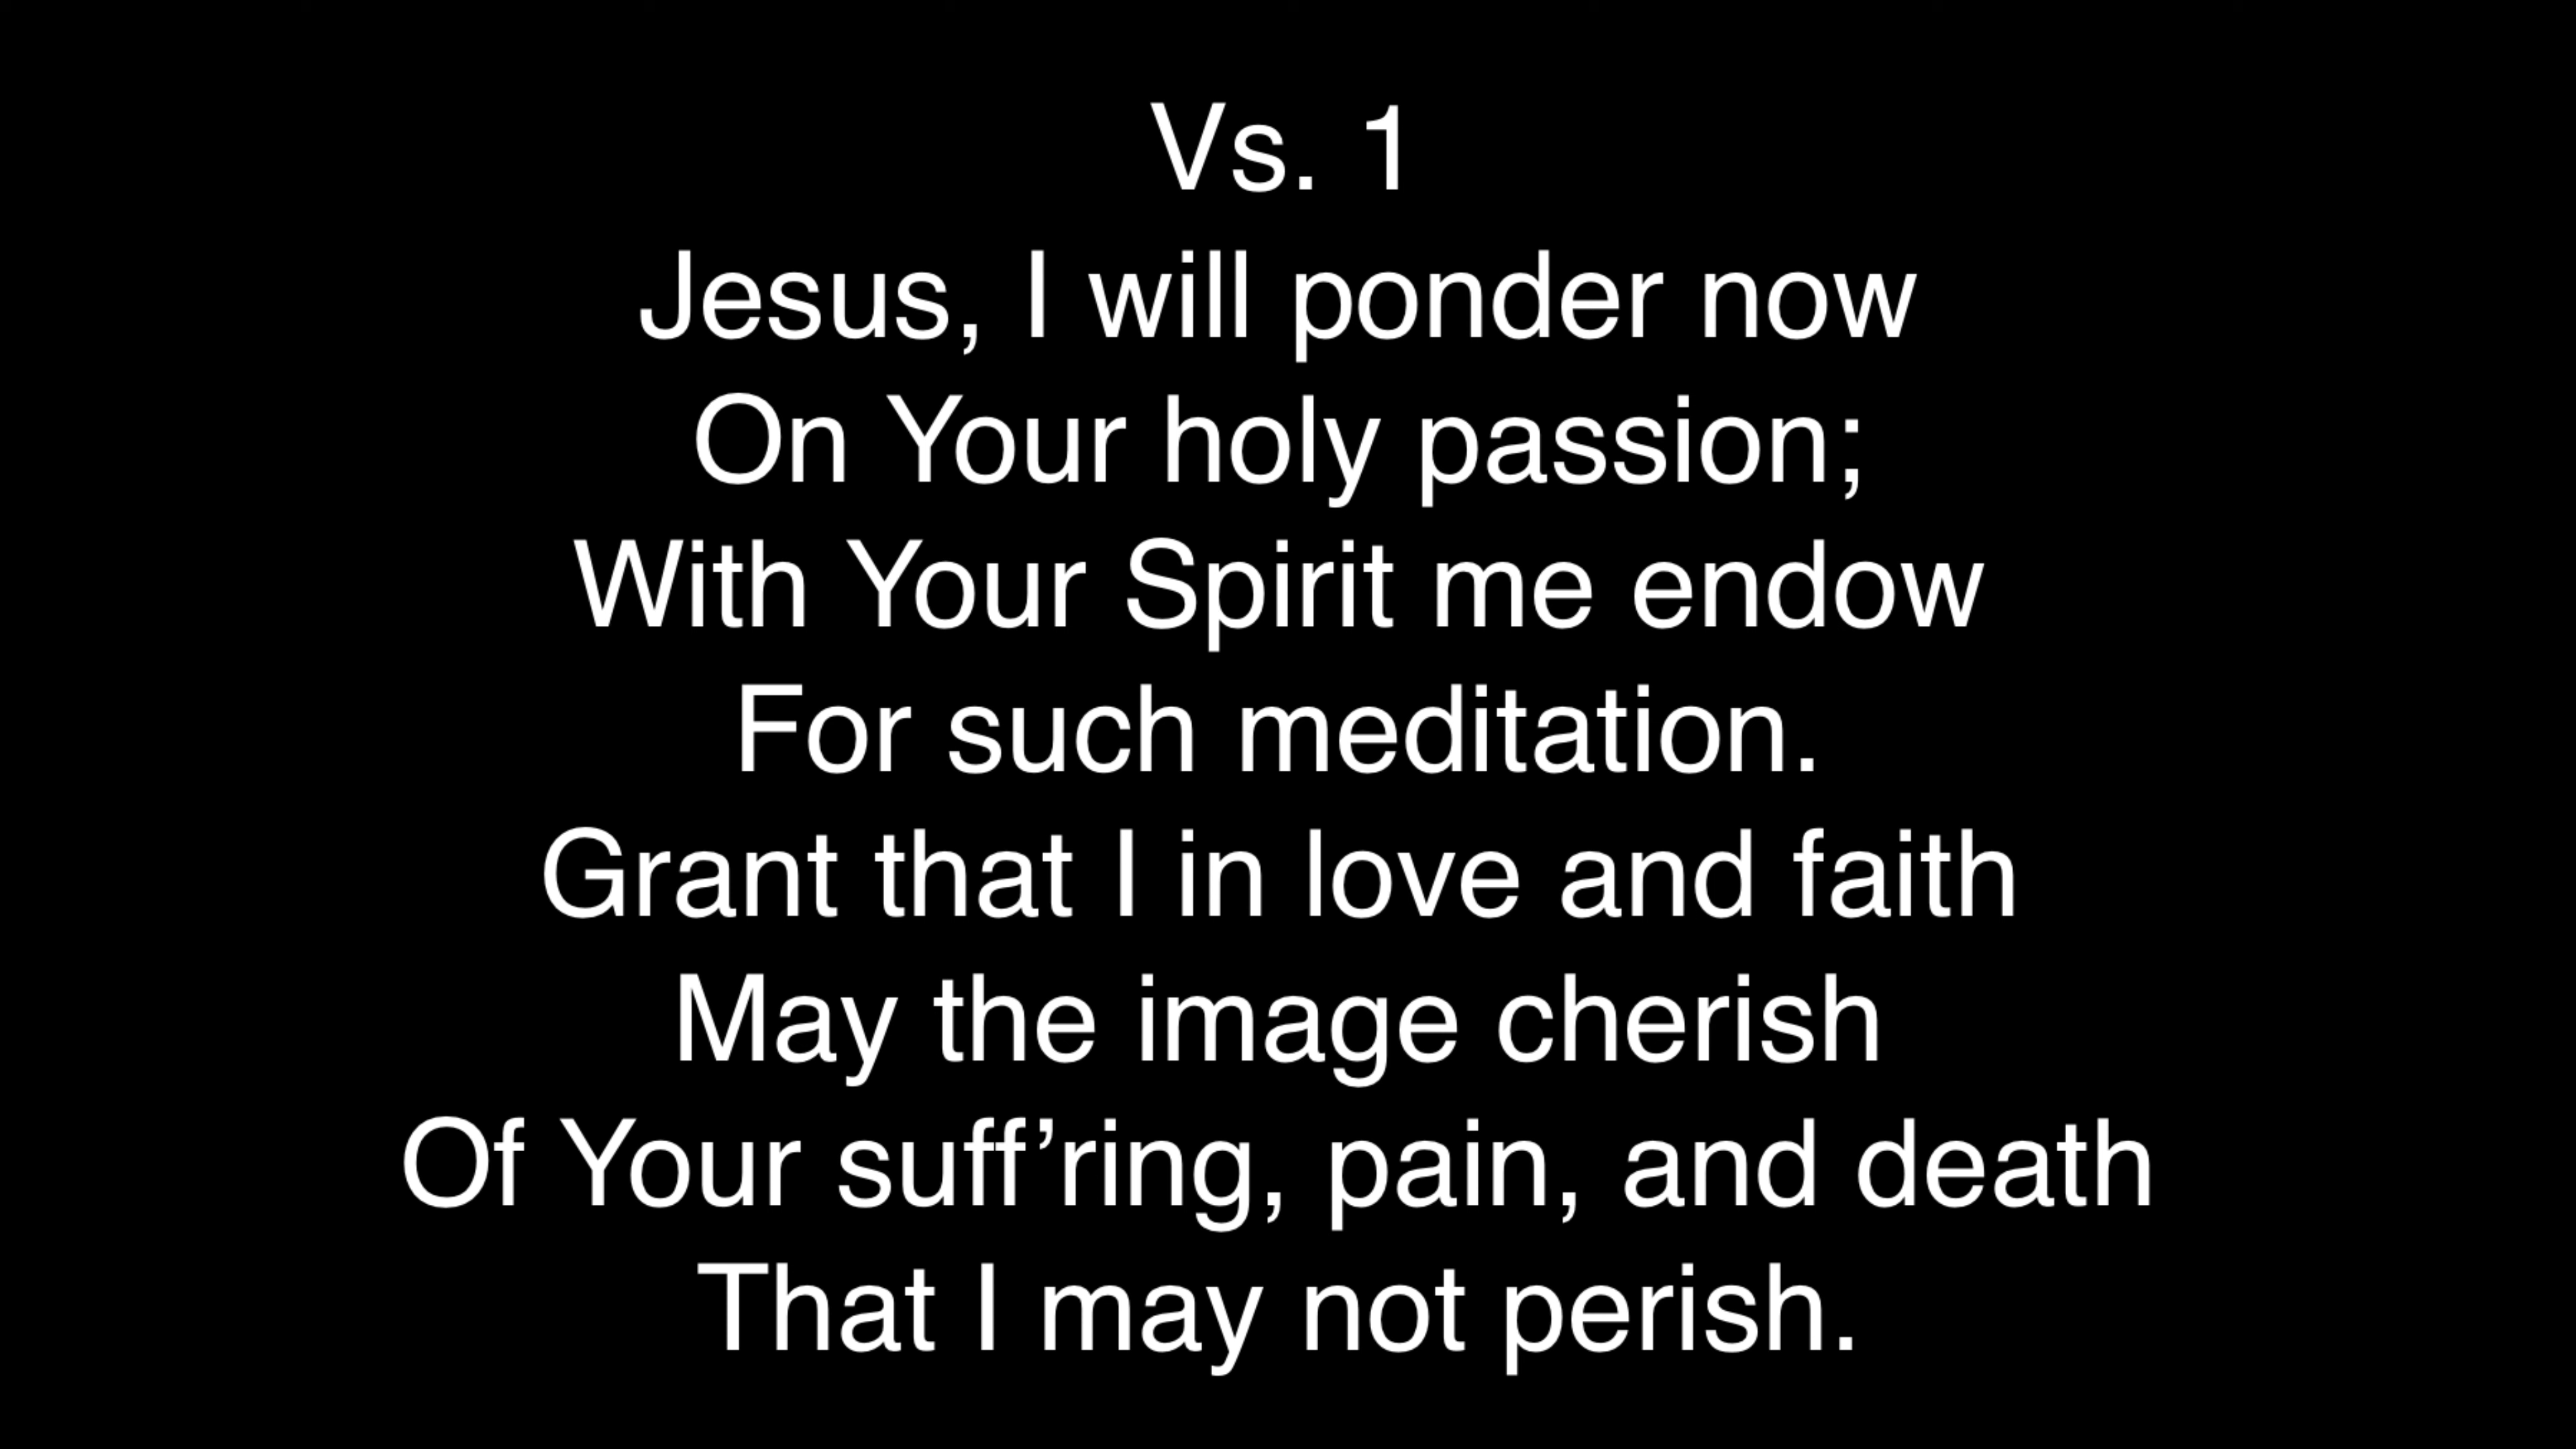 Vs. 1
Jesus, I will ponder now
On Your holy passion;
With Your Spirit me endow
For such meditation.
Grant that I in love and faith
May the image cherish
Of Your suff’ring, pain, and death
That I may not perish.